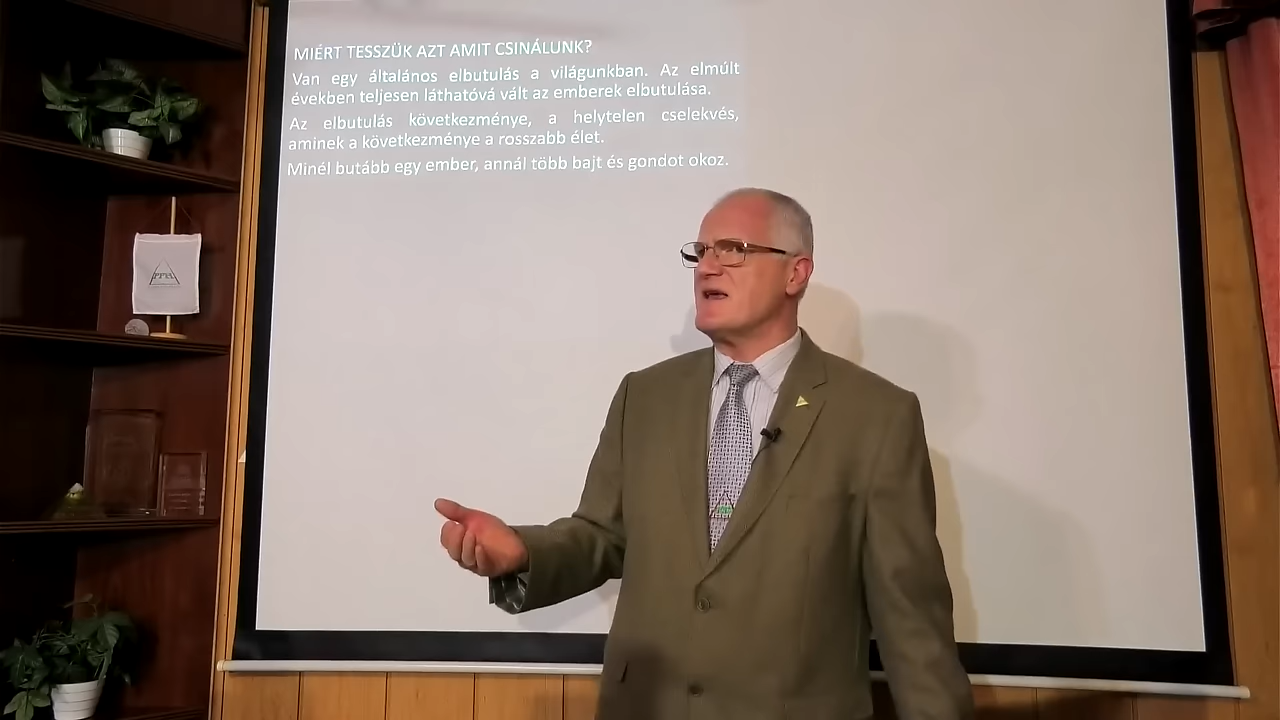 MIÉRT TESSZÜK AZT AMIT CSINÁLUNK?
Van egy általános elbutulás a világunkban. Az elmúlt
években teljesen láthatóvá vált az emberek elbutulása.
Az elbutulás következménye, a helytelen cselekvés,
aminek a következménye a rosszabb élet.
Minél butább egy ember, annál több bajt és gondot okoz.